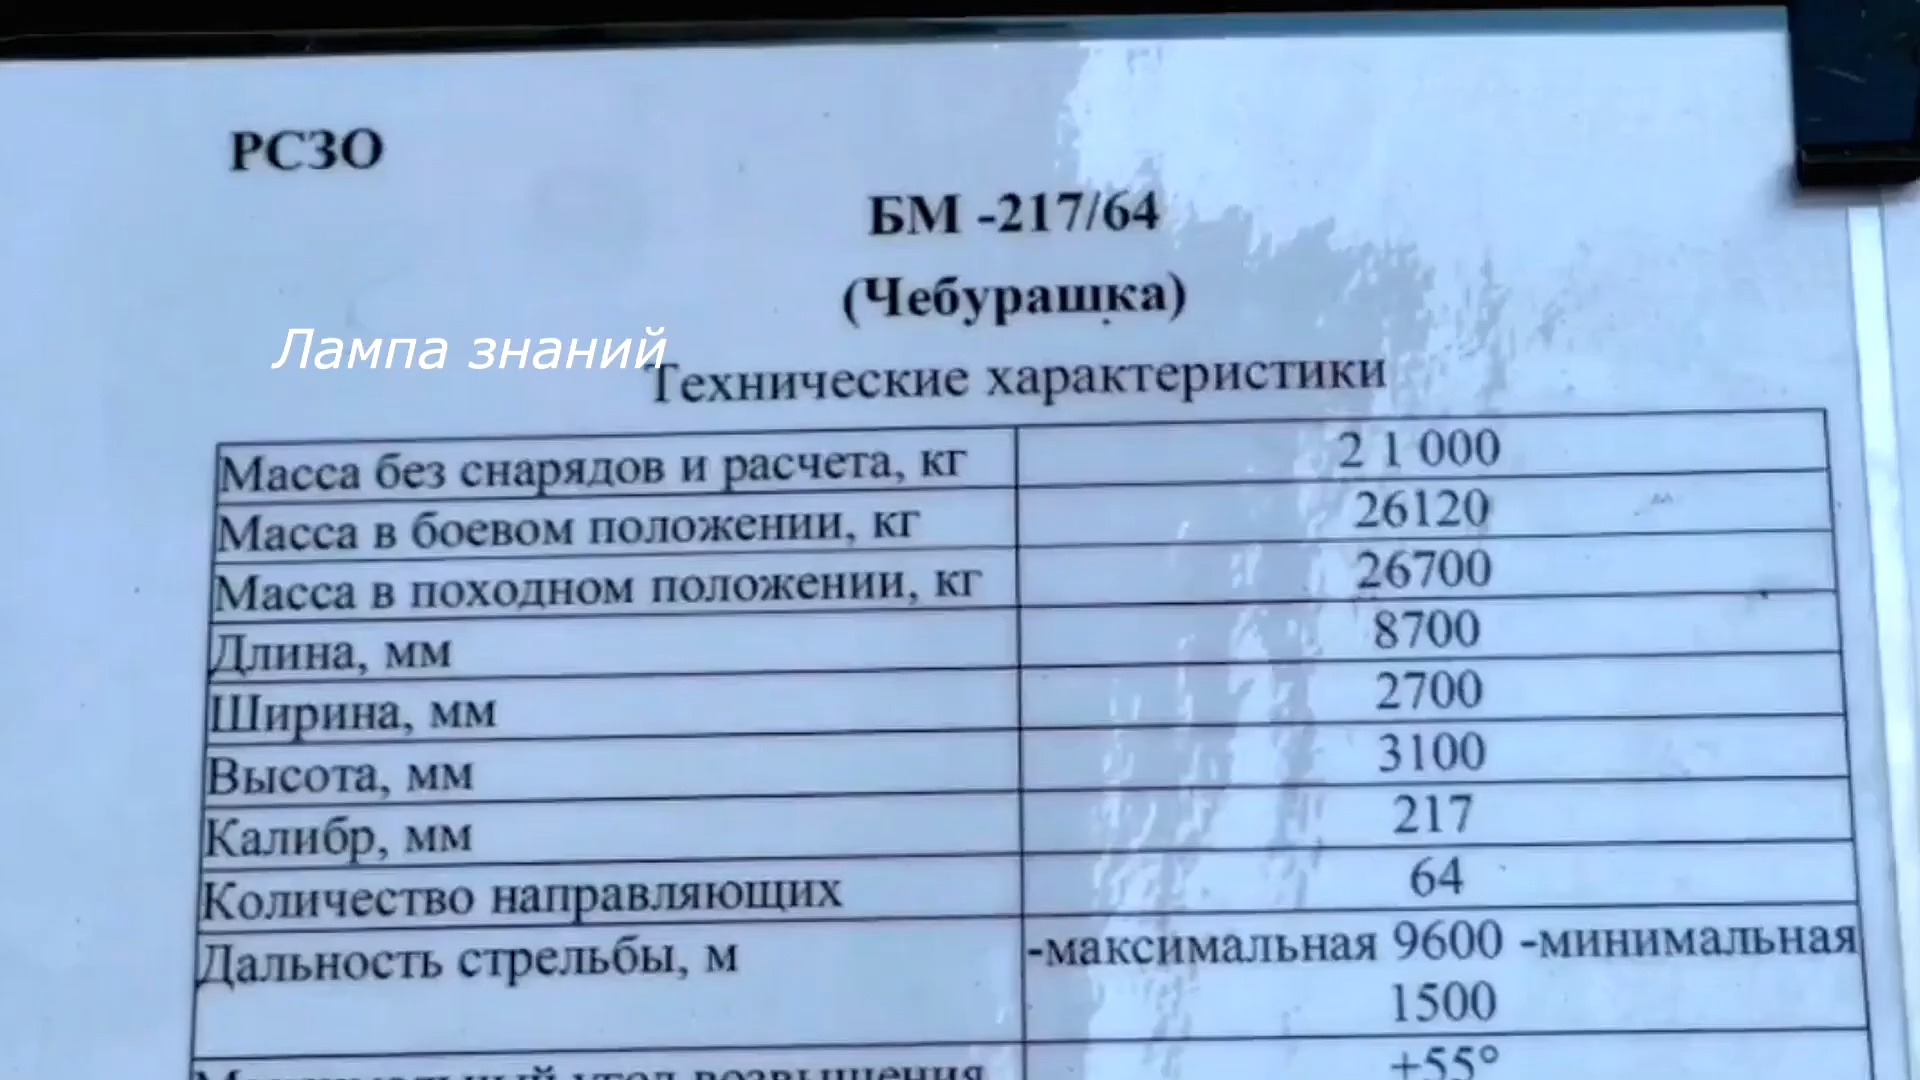 РСЗО
БМ -217/64
(Чебурашка)
Лампа знаний
Технические характеристики
Масса без снарядов и расчета, кг 2 1 000
Масса в боевом положении, кг 26120
Масса в походном положении, кг 26700
Длина, мм 8700
Ширина, мм 2700
Высота, мм 3100
Калибр, мм 217
Количество направляющих 64
Дальность стрельбы, м -максимальная 9600 -минимальная
1500
угол возвышения +55°